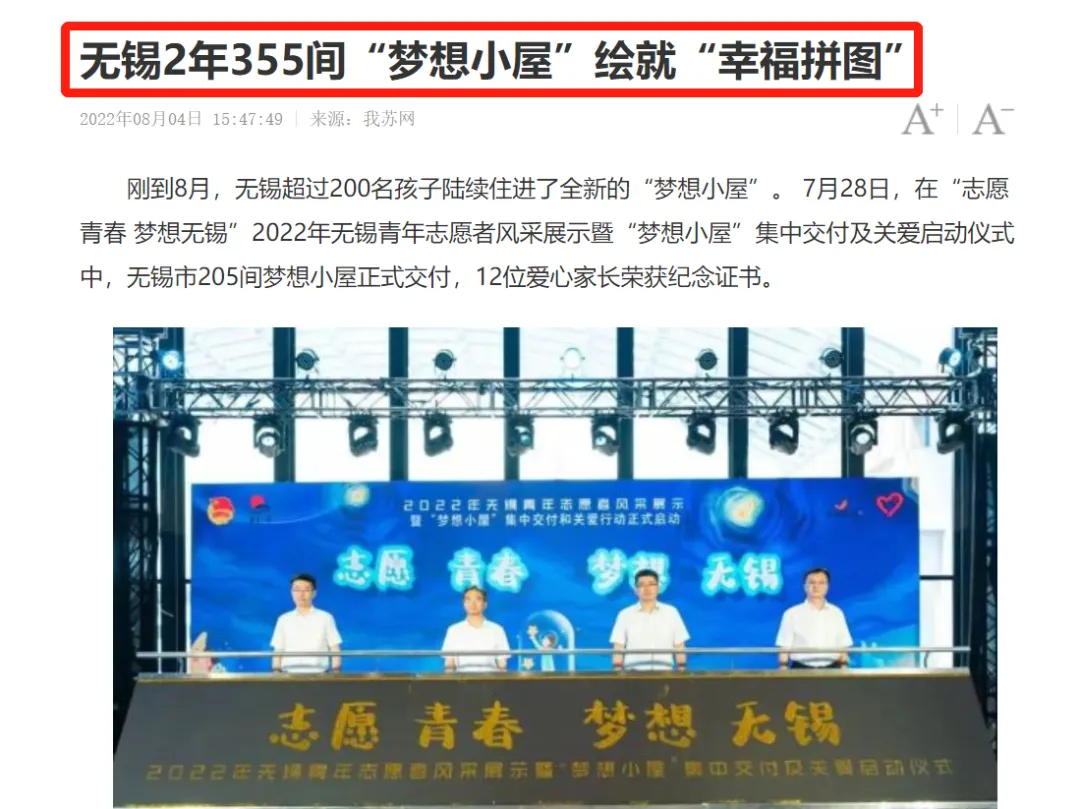 无锡2年355间“梦想小屋”绘就“幸福拼图”
2022年08月04日 15:47:49 | 来源：我苏网
A+ | A−
刚到8月，无锡超过200名孩子陆续住进了全新的“梦想小屋”。 7月28日，在“志愿
青春 梦想无锡”2022年无锡青年志愿者风采展示暨“梦想小屋”集中交付及关爱启动仪式
中，无锡市205间梦想小屋正式交付，12位爱心家长荣获纪念证书。
2022年无锡青年志愿者风采展示
暨“梦想小屋”集中交付和关爱行动正式启动
志愿 青春 梦想 无锡
志愿 青春 梦想 无锡
2022年无锡青年志愿者风采展示暨“梦想小屋”集中交付及关爱启动仪式